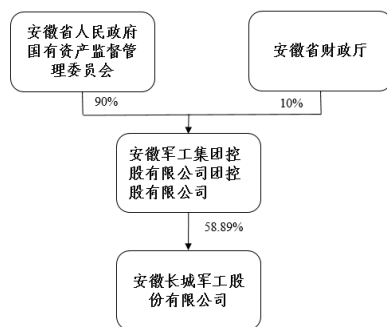 安徽省人民政府
国有资产监督管
理委员会
安徽省财政厅
90%
10%
安徽军工集团控
股有限公司团控
股有限公司
58.89%
安徽长城军工股
份有限公司